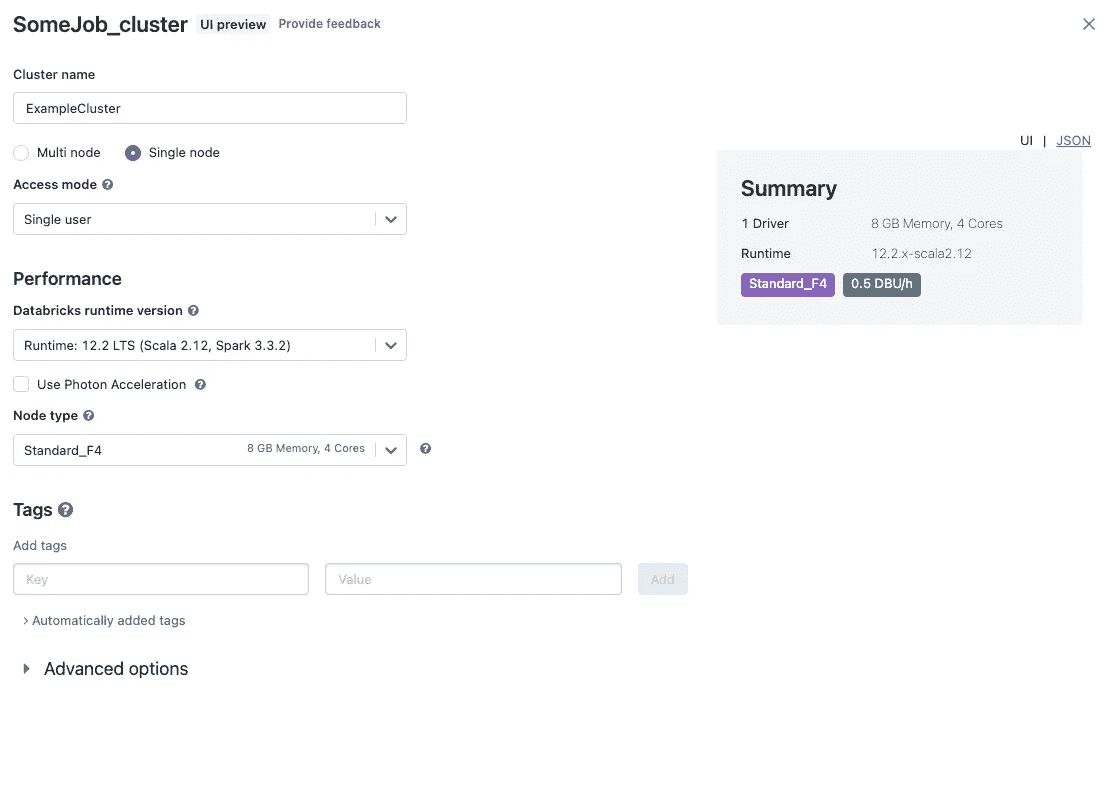 SomeJob_cluster UI preview Provide feedback
Cluster name
ExampleCluster
Multi node Single node
Access mode
Single user
Performance
Databricks runtime version
Runtime: 12.2 LTS (Scala 2.12, Spark 3.3.2)
Use Photon Acceleration
Node type
Standard_F4 8 GB Memory, 4 Cores
Tags
Add tags
Key Value Add
Automatically added tags
Advanced options
UI | JSON
Summary
1 Driver 8 GB Memory, 4 Cores
Runtime 12.2.x-scala2.12
Standard_F4 0.5 DBU/h